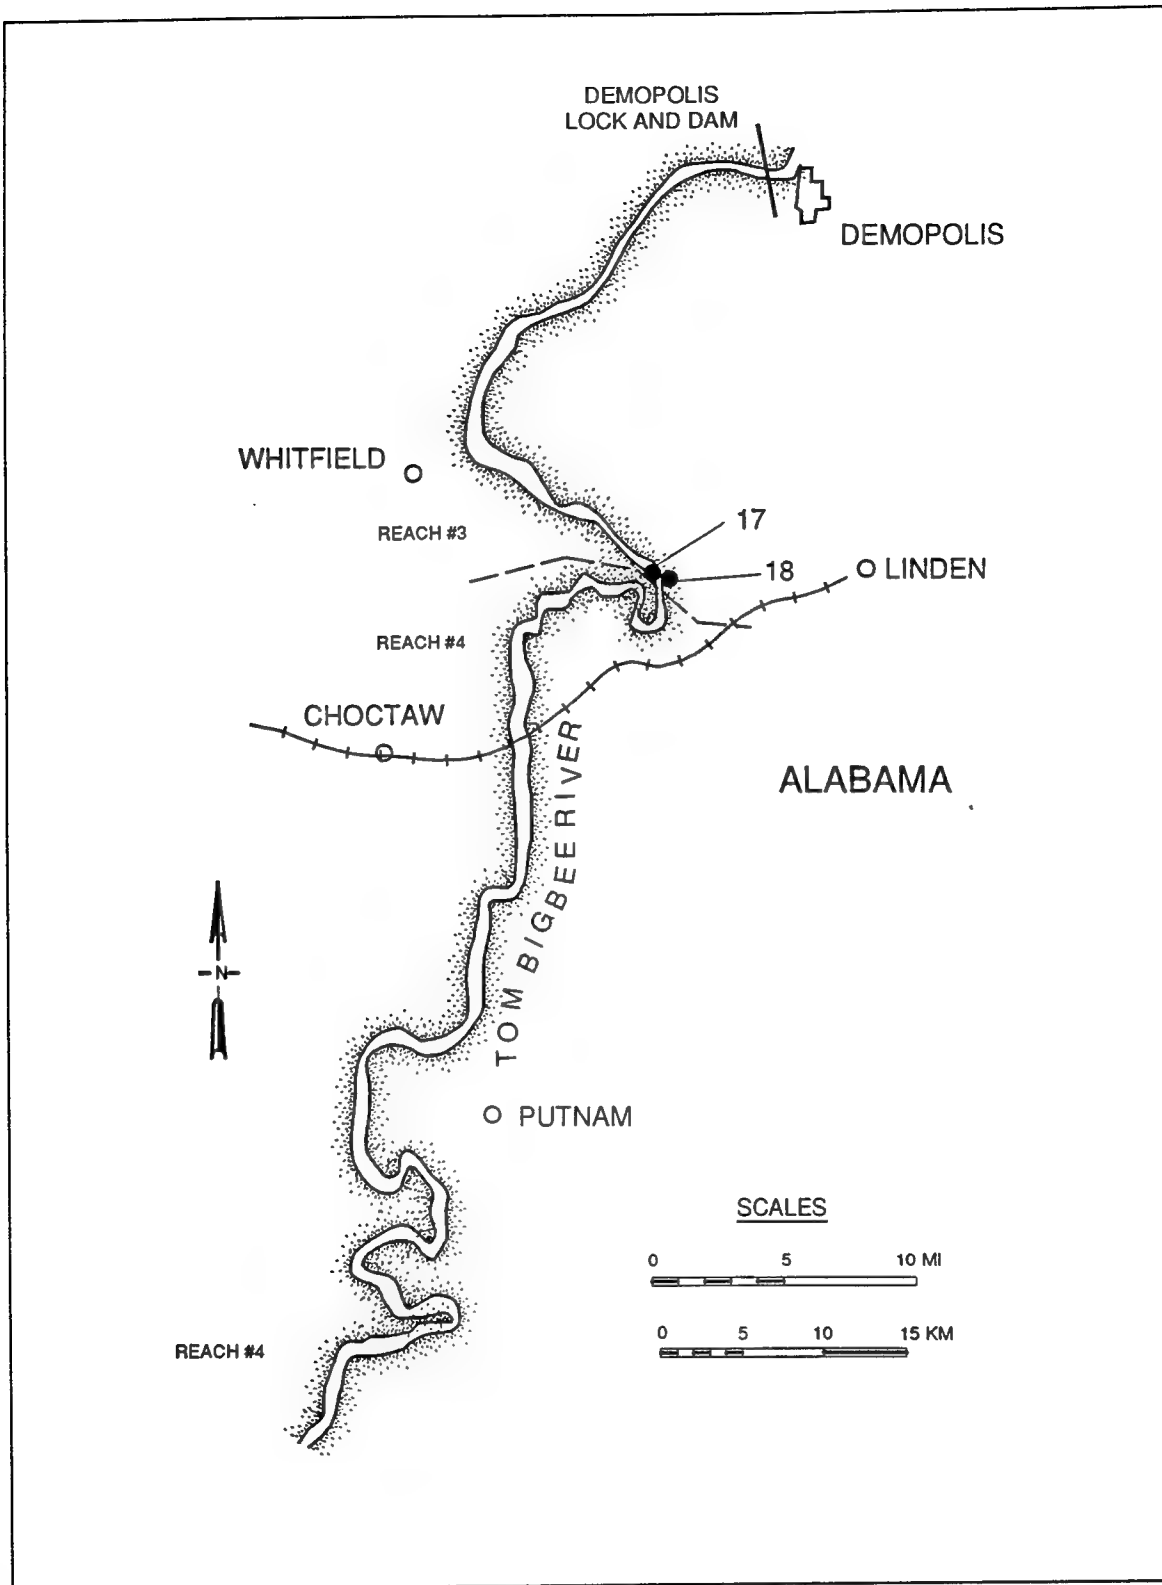 DEMOPOLIS
LOCK AND DAM
DEMOPOLIS
WHITFIELD
REACH #3
17
18
LINDEN
REACH #4
CHOCTAW
ALABAMA
TOM BIGBEE RIVER
N
PUTNAM
SCALES
0 5 10 MI
0 5 10 15 KM
REACH #4